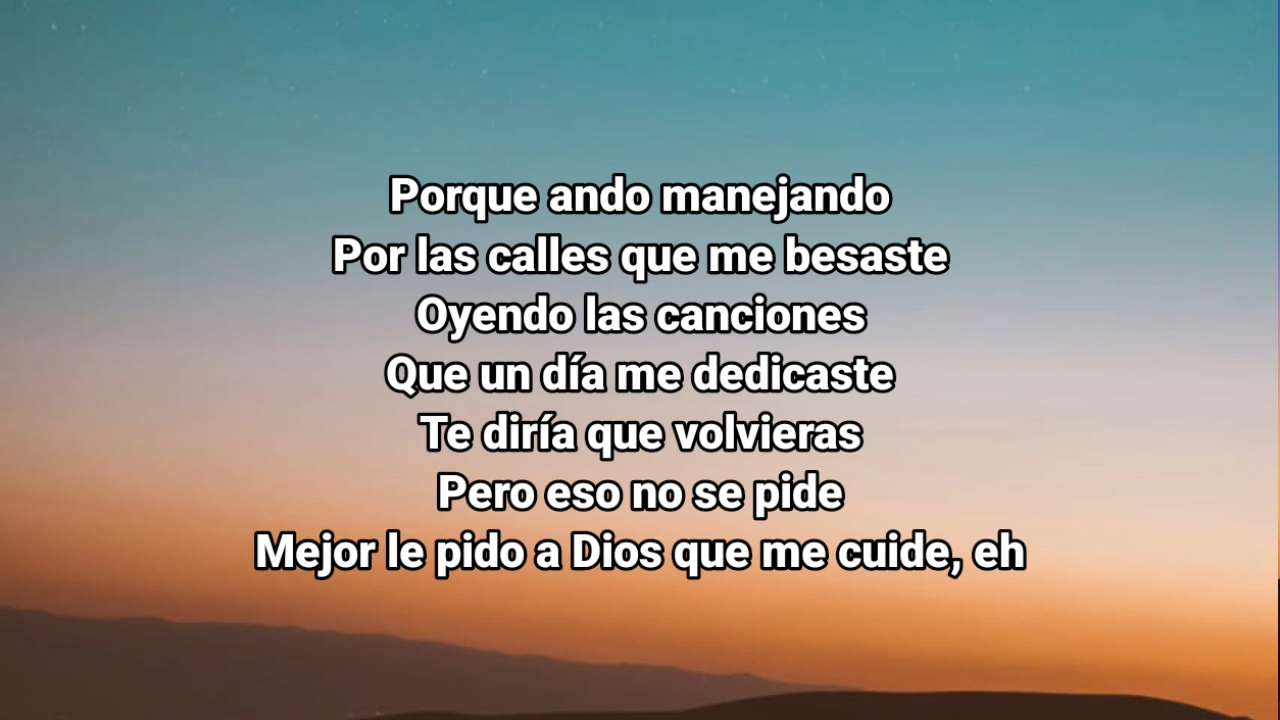 Porque ando manejando
Por las calles que me besaste
Oyendo las canciones
Que un día me dedicaste
Te diría que volvieras
Pero eso no se pide
Mejor le pido a Dios que me cuide, eh